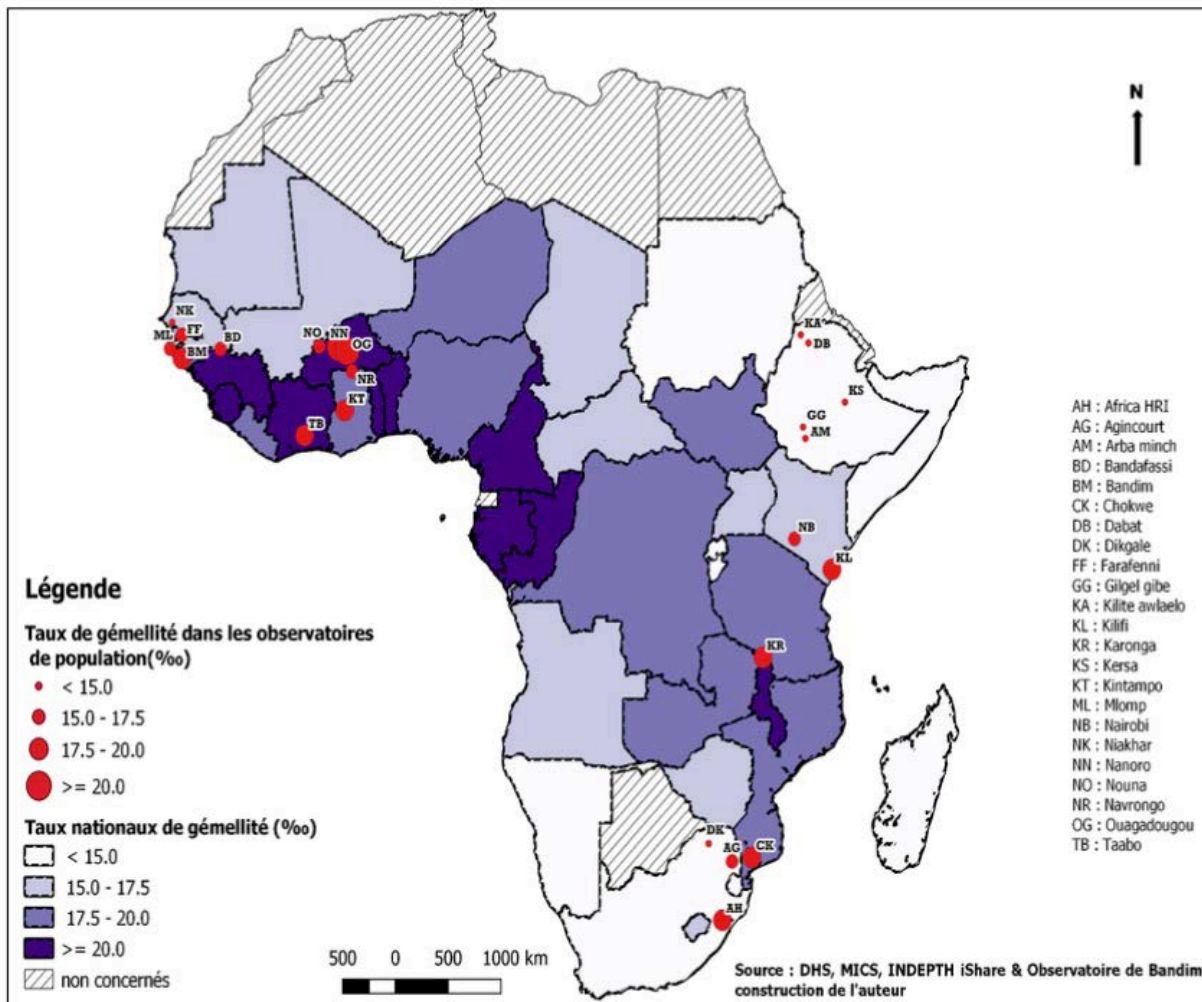 N
NK
ML
FF
BM
BD
NO
NN
OG
NR
KT
TB
KA
DB
KS
GG
AM
NB
KL
KR
DK
AG
CK
AH
AH : Africa HRI
AG : Agincourt
AM : Arba minch
BD : Bandafassi
BM : Bandim
CK : Chokwe
DB : Dabat
DK : Dikgale
FF : Farafenni
GG : Gilgel gibe
KA : Kilite awlaelo
KL : Kilifi
KR : Karonga
KS : Kersa
KT : Kintampo
ML : Mlomp
NB : Nairobi
NK : Niakhar
NN : Nanoro
NO : Nouna
NR : Navrongo
OG : Ouagadougou
TB : Taabo
Légende
Taux de gémellité dans les observatoires
de population(‰)
< 15.0
15.0 - 17.5
17.5 - 20.0
>= 20.0
Taux nationaux de gémellité (‰)
< 15.0
15.0 - 17.5
17.5 - 20.0
>= 20.0
non concernés
500 0 500 1000 km
Source : DHS, MICS, INDEPTH iShare & Observatoire de Bandim
construction de l'auteur